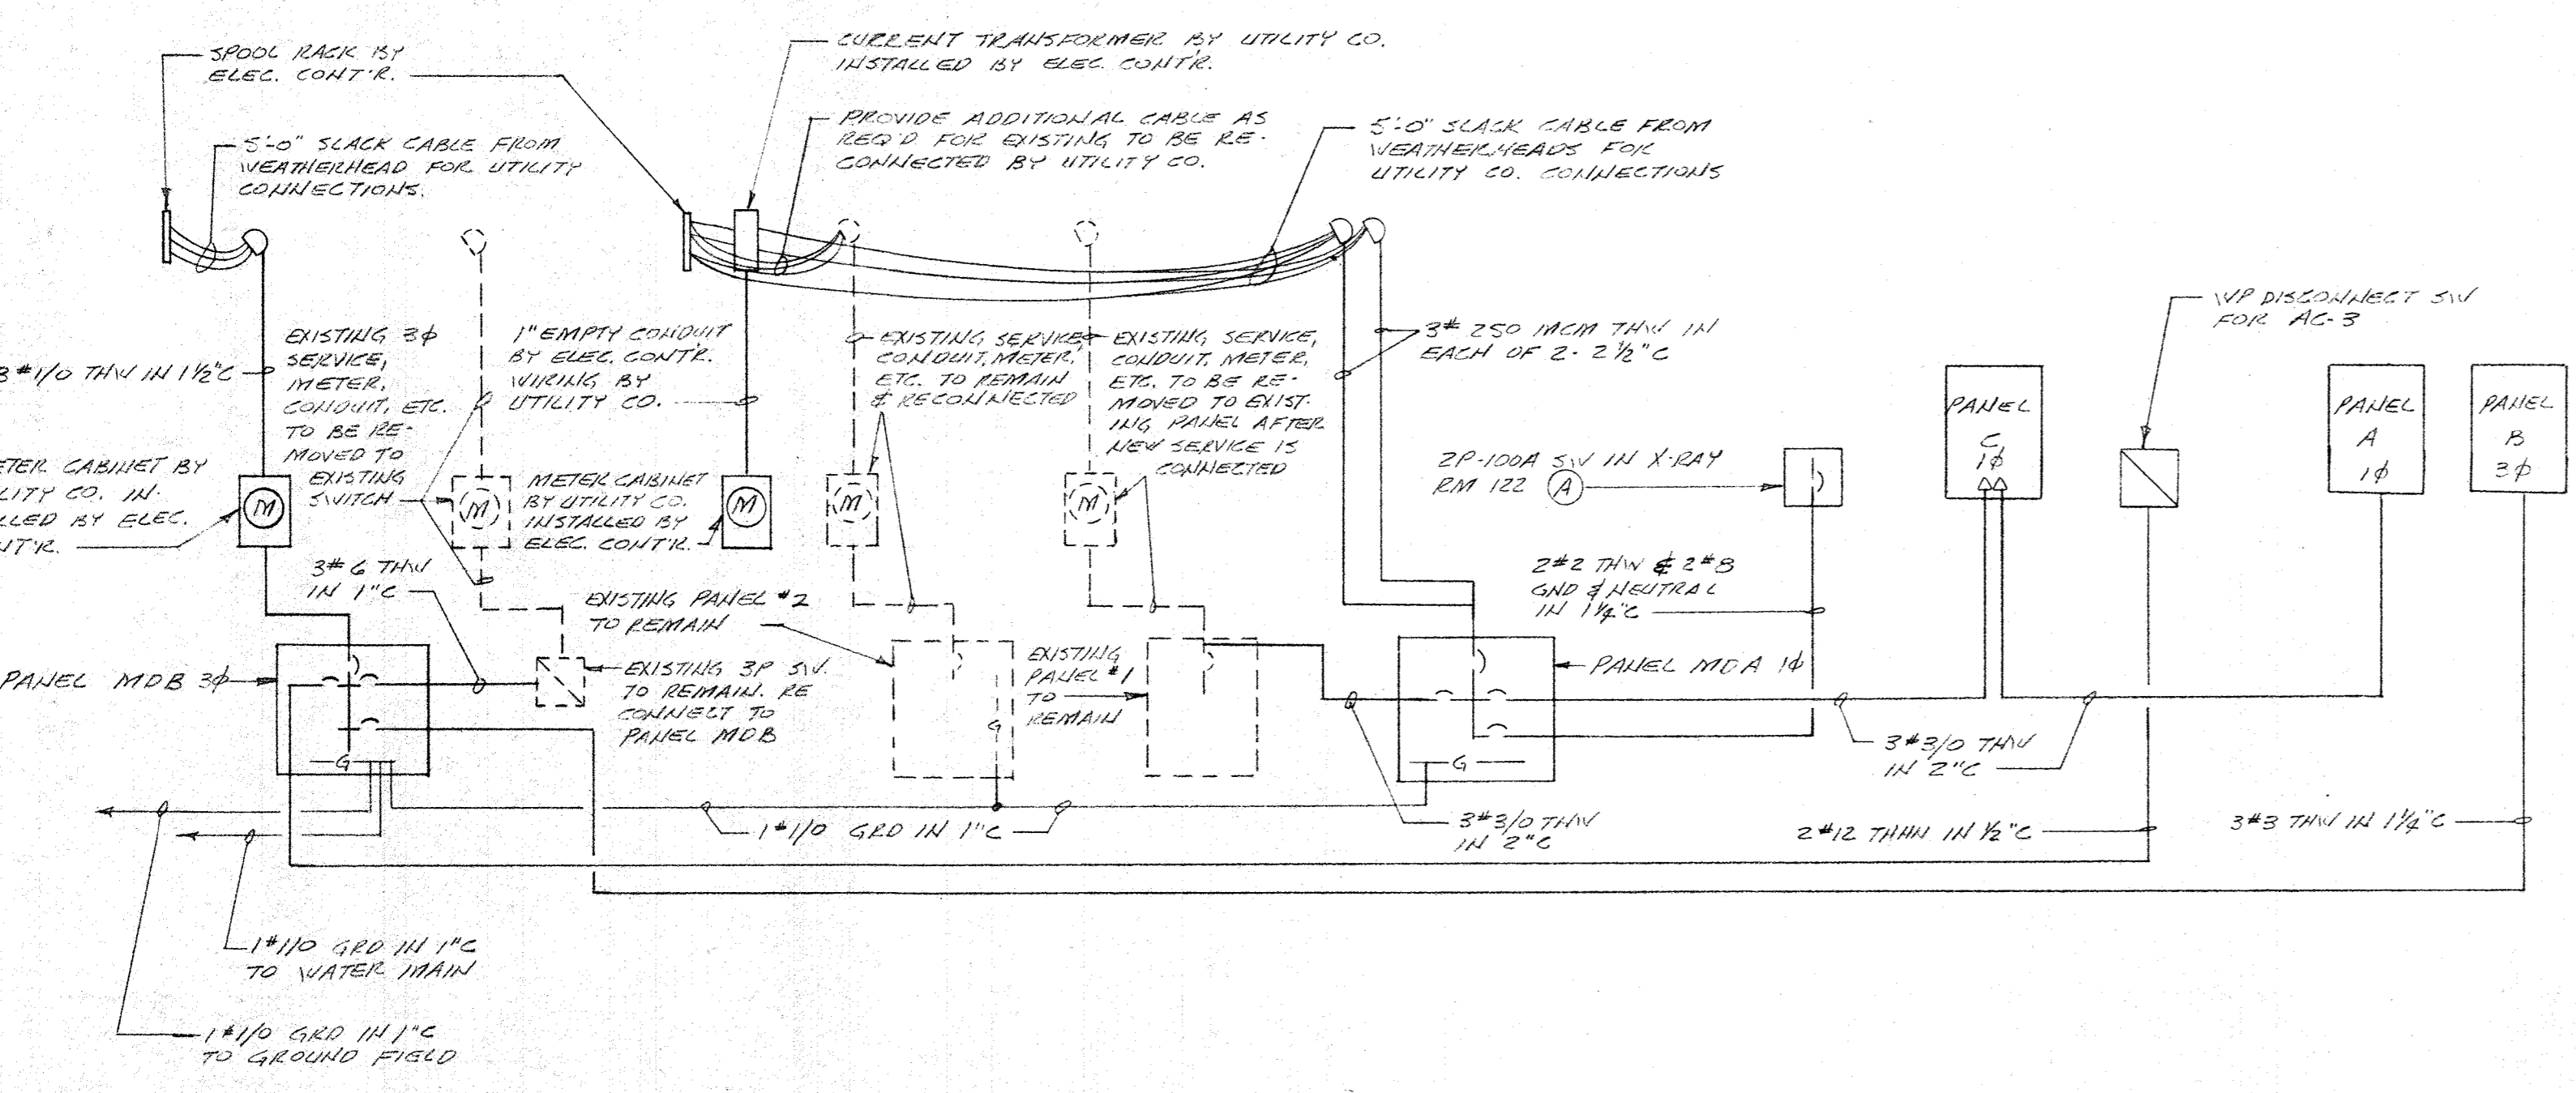 SPOOL RACK BY
ELEC. CONT'R.
CURRENT TRANSFORMER BY UTILITY CO.
INSTALLED BY ELEC. CONT'R.
5'-0" SLACK CABLE FROM
WEATHERHEAD FOR UTILITY
CONNECTIONS.
PROVIDE ADDITIONAL CABLE AS
REQ'D FOR EXISTING TO BE RE-
CONNECTED BY UTILITY CO.
5'-0" SLACK CABLE FROM
WEATHERHEADS FOR
UTILITY CO. CONNECTIONS
3#1/0 THW IN 1½"C
EXISTING 3φ
SERVICE,
METER,
CONDUIT, ETC.
TO BE RE-
MOVED TO
EXISTING
SWITCH
1" EMPTY CONDUIT
BY ELEC. CONT'R.
WIRING BY
UTILITY CO.
EXISTING SERVICE,
CONDUIT, METER,
ETC. TO REMAIN
& RECONNECTED
EXISTING SERVICE,
CONDUIT, METER,
ETC. TO BE RE-
MOVED TO EXIST-
ING PANEL AFTER
NEW SERVICE IS
CONNECTED
3# 250 MCM THW IN
EACH OF 2- 2½"C
WP DISCONNECT SW
FOR AC-3
ETER CABINET BY
LITY CO. IN-
LLED BY ELEC.
NT'R.
M
M
METER CABINET
BY UTILITY CO.
INSTALLED BY
ELEC. CONT'R.
M
M
M
2P-100A SW IN X-RAY
RM 122 A
PANEL
C
1φ
PANEL
A
1φ
PANEL
B
3φ
3#6 THW
IN 1"C
EXISTING PANEL #2
TO REMAIN
2#2 THW & 2#8
GND & NEUTRAL
IN 1¼"C
PANEL MDB 3φ
EXISTING 3P SW.
TO REMAIN. RE
CONNECT TO
PANEL MDB
EXISTING
PANEL #1
TO
REMAIN
PANEL MDA 1φ
G
G
G
3#3/0 THW
IN 2"C
1#1/0 GRD IN 1"C
3#3/0 THW
IN 2"C
2#12 THHN IN ½"C
3#3 THW IN 1¼"C
1#1/0 GRD IN 1"C
TO WATER MAIN
1#1/0 GRD IN 1"C
TO GROUND FIELD